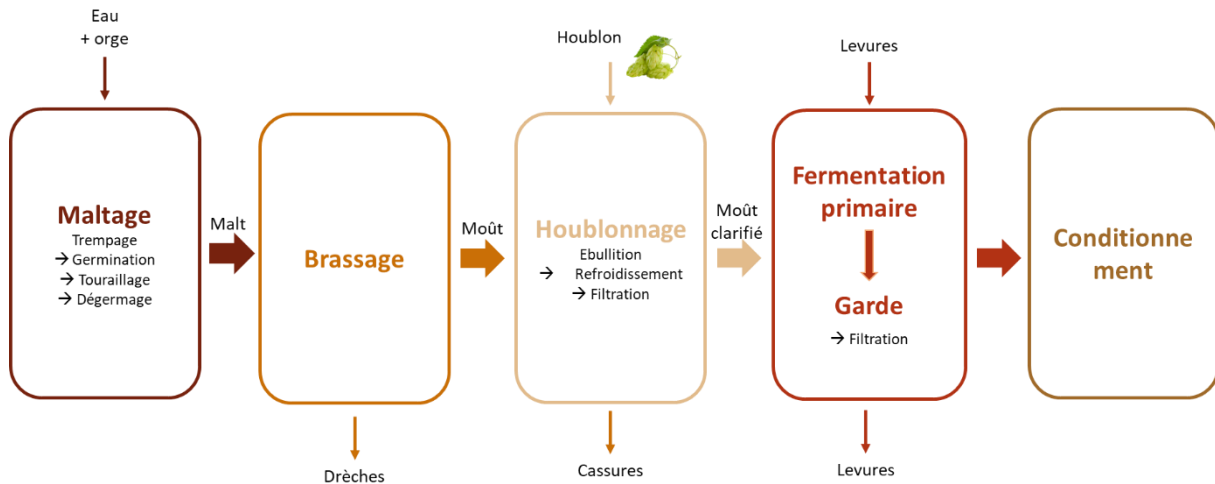 Eau
+ orge
Maltage
Trempage
→ Germination
→ Touraillage
→ Dégermage
Malt
Brassage
Drèches
Moût
Houblon
Houblonnage
Ebullition
→ Refroidissement
→ Filtration
Cassures
Moût
clarifié
Levures
Fermentation
primaire
Garde
→ Filtration
Levures
Conditionne
ment